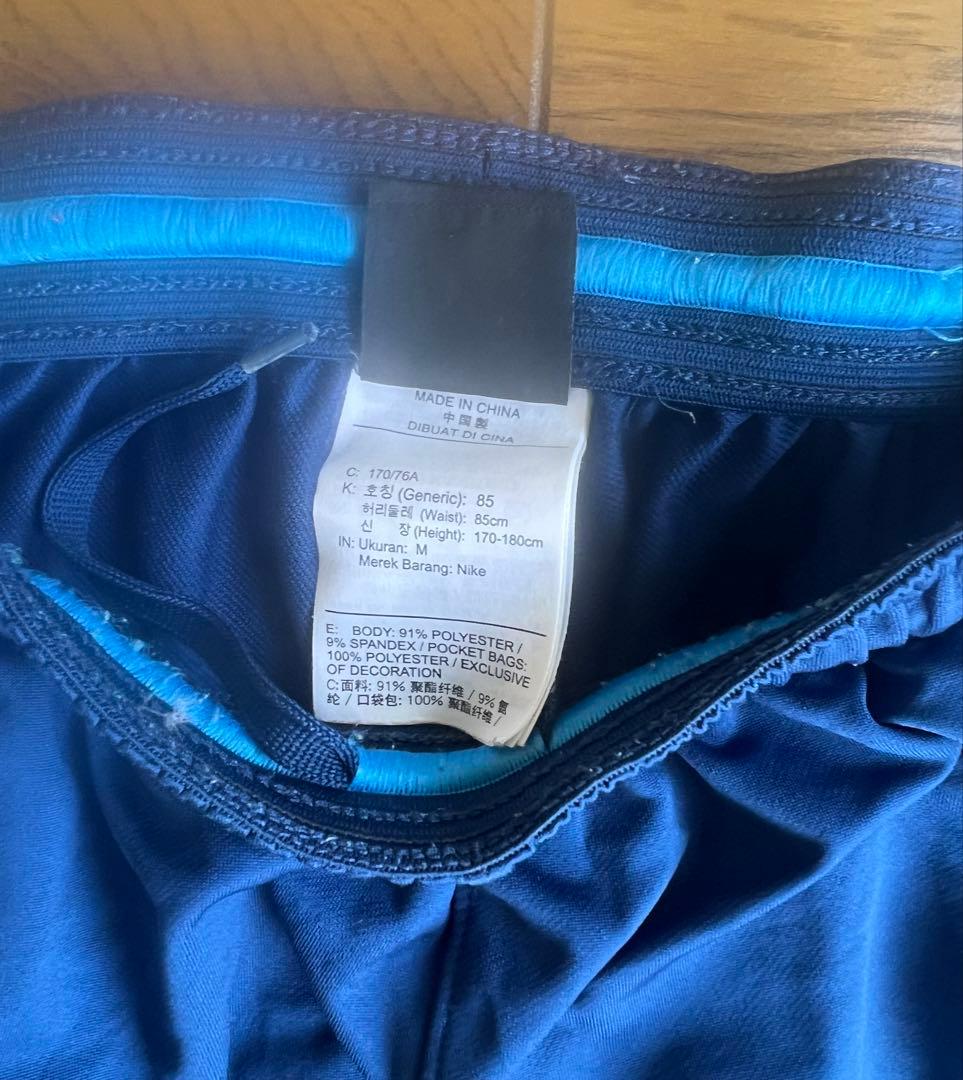 MADE IN CHINA
中国製
DIBUAT DI CINA
C: 170/76A
K: 호칭 (Generic): 85
허리둘레 (Waist): 85cm
신 장 (Height): 170-180cm
IN: Ukuran: M
Merek Barang: Nike
E: BODY: 91% POLYESTER /
9% SPANDEX / POCKET BAGS:
100% POLYESTER / EXCLUSIVE
OF DECORATION
C:面料: 91% 聚酯纤维 / 9% 氨
纶 / 口袋包: 100% 聚酯纤维 /